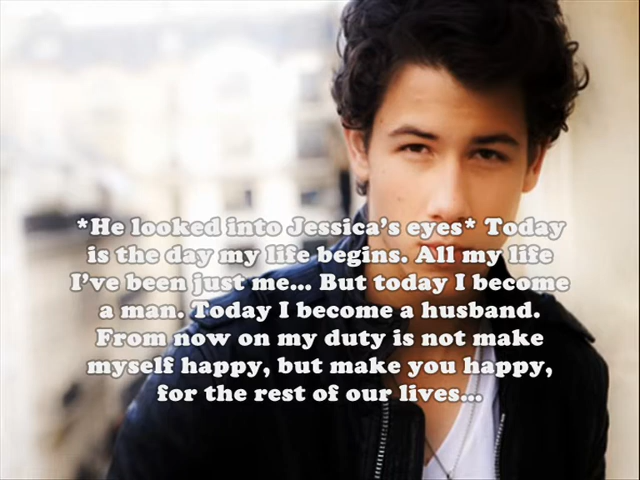 *He looked into Jessica's eyes* Today
is the day my life begins. All my life
I've been just me... But today I become
a man. Today I become a husband.
From now on my duty is not make
myself happy, but make you happy,
for the rest of our lives...